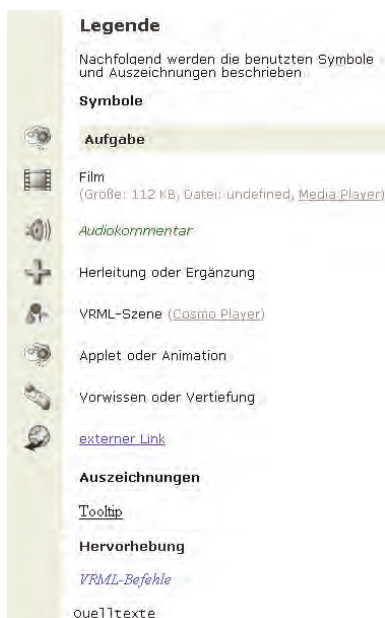 Legende
Nachfolgend werden die benutzten Symbole
und Auszeichnungen beschrieben
Symbole
Aufgabe
Film
(Größe: 112 KB, Datei: undefined, Media Player)
Audiokommentar
Herleitung oder Ergänzung
VRML-Szene (Cosmo Player)
Applet oder Animation
Vorwissen oder Vertiefung
externer Link
Auszeichnungen
Tooltip
Hervorhebung
VRML-Befehle
Quelltexte